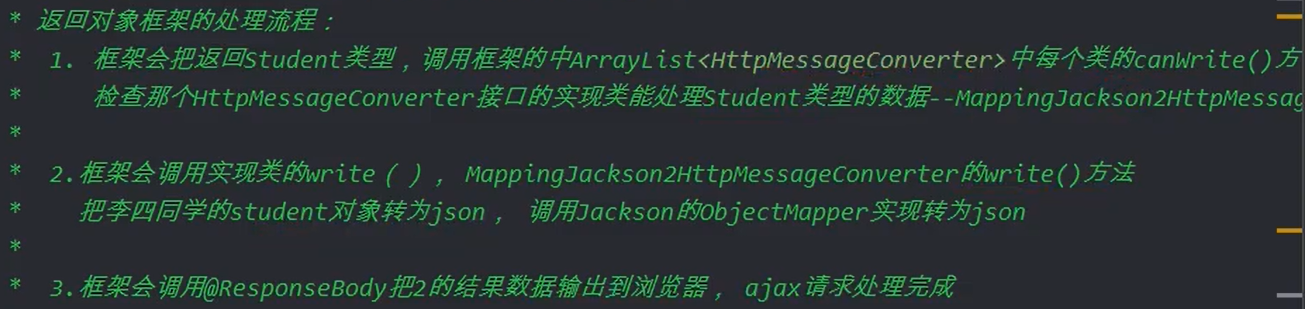 * 返回对象框架的处理流程：
* 1. 框架会把返回Student类型，调用框架的中ArrayList<HttpMessageConverter>中每个类的canWrite()方
* 检查那个HttpMessageConverter接口的实现类能处理Student类型的数据--MappingJackson2HttpMessag
*
* 2.框架会调用实现类的write（）， MappingJackson2HttpMessageConverter的write()方法
* 把李四同学的student对象转为json， 调用Jackson的ObjectMapper实现转为json
*
* 3.框架会调用@ResponseBody把2的结果数据输出到浏览器， ajax请求处理完成